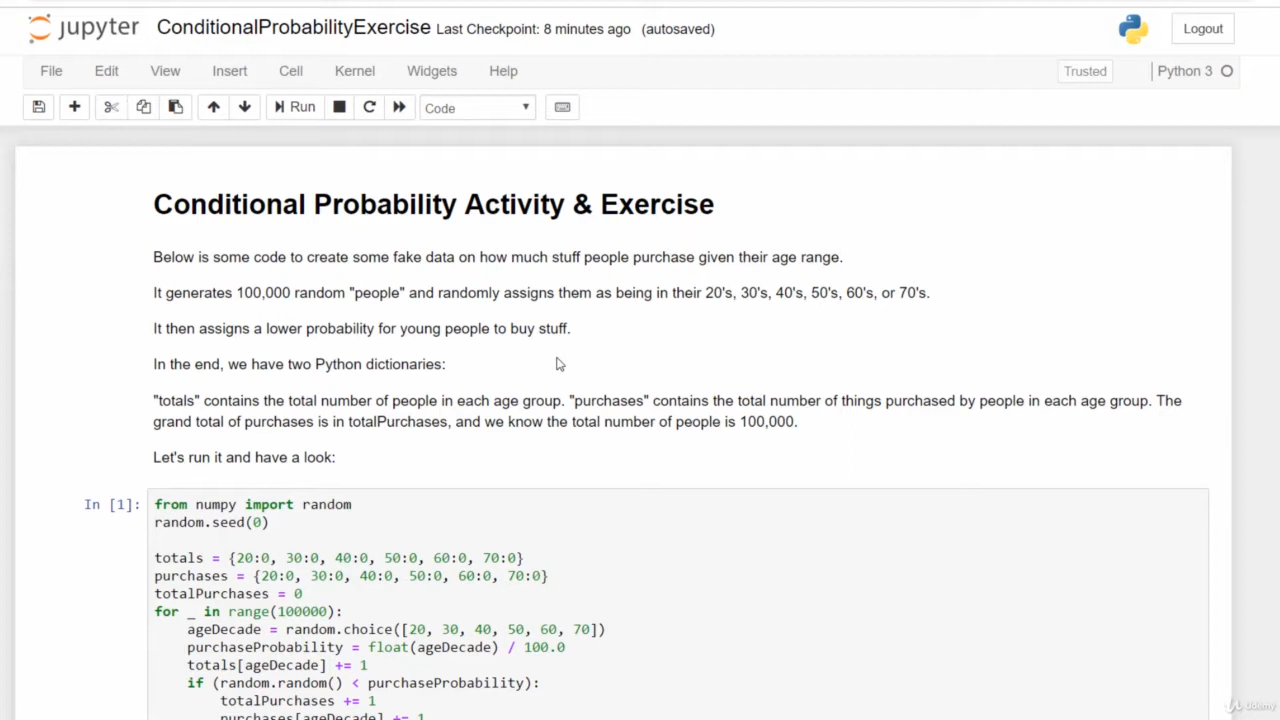 jupyter ConditionalProbabilityExercise Last Checkpoint: 8 minutes ago (autosaved) Logout
File Edit View Insert Cell Kernel Widgets Help Trusted Python 3
Run Code
Conditional Probability Activity & Exercise
Below is some code to create some fake data on how much stuff people purchase given their age range.
It generates 100,000 random "people" and randomly assigns them as being in their 20's, 30's, 40's, 50's, 60's, or 70's.
It then assigns a lower probability for young people to buy stuff.
In the end, we have two Python dictionaries:
"totals" contains the total number of people in each age group. "purchases" contains the total number of things purchased by people in each age group. The
grand total of purchases is in totalPurchases, and we know the total number of people is 100,000.
Let's run it and have a look:
In [1]: from numpy import random
random.seed(0)
totals = {20:0, 30:0, 40:0, 50:0, 60:0, 70:0}
purchases = {20:0, 30:0, 40:0, 50:0, 60:0, 70:0}
totalPurchases = 0
for _ in range(100000):
    ageDecade = random.choice([20, 30, 40, 50, 60, 70])
    purchaseProbability = float(ageDecade) / 100.0
    totals[ageDecade] += 1
    if (random.random() < purchaseProbability):
        totalPurchases += 1
        purchases[ageDecade] += 1
Udemy